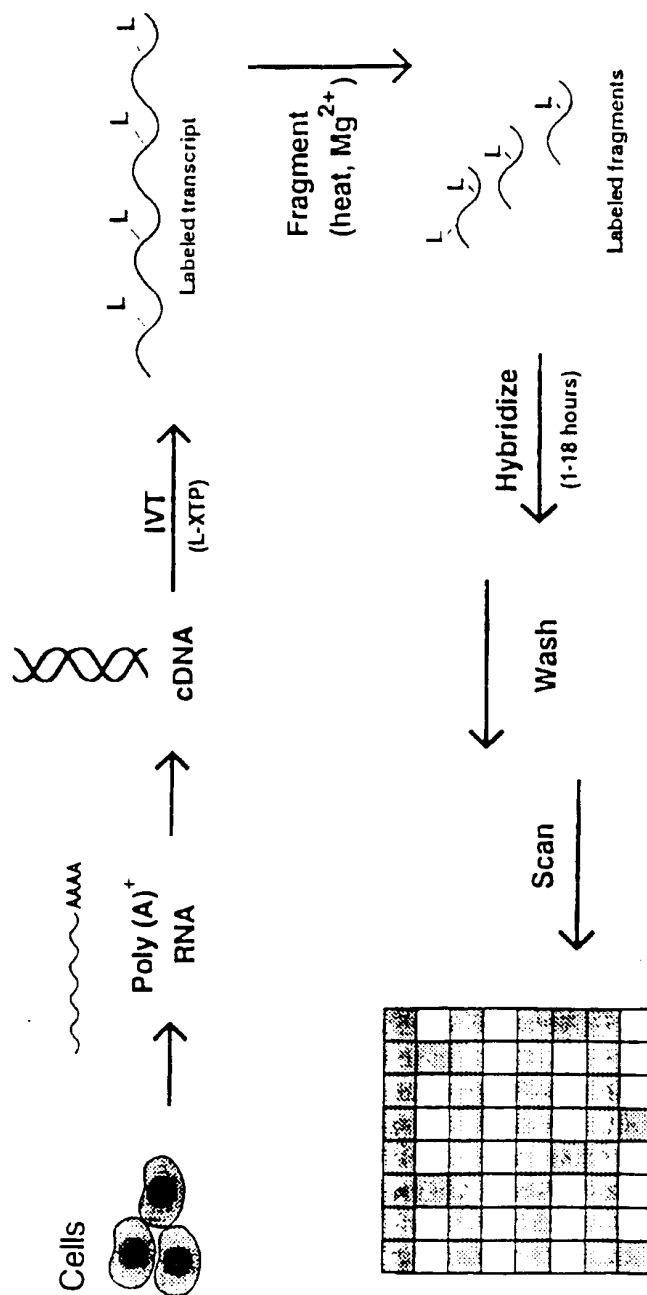 Cells
AAAA
Poly (A)+
RNA
cDNA
IVT
(L-XTP)
L
L
L
L
Labeled transcript
Fragment
(heat, Mg2+)
L
L
L
L
Labeled fragments
Hybridize
(1-18 hours)
Wash
Scan